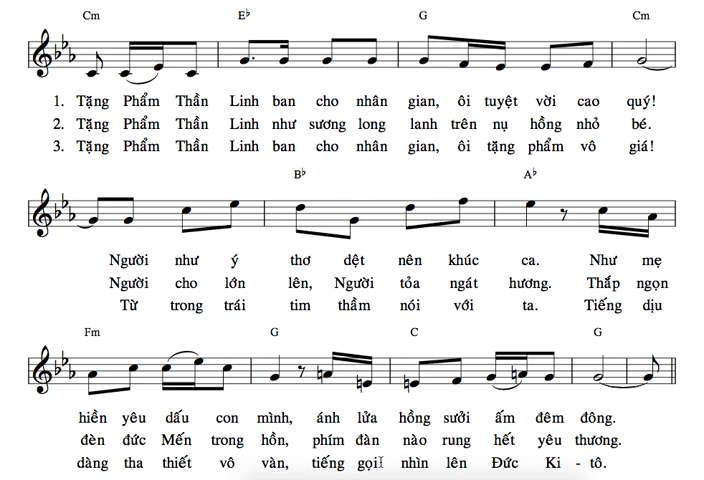 Cm E♭ G Cm
1. Tặng Phẩm Thần Linh ban cho nhân gian, ôi tuyệt vời cao quý!
2. Tặng Phẩm Thần Linh như sương long lanh trên nụ hồng nhỏ bé.
3. Tặng Phẩm Thần Linh ban cho nhân gian, ôi tặng phẩm vô giá!
B♭ A♭
Người như ý thơ dệt nên khúc ca. Như mẹ
Người cho lớn lên, Người tỏa ngát hương. Thắp ngọn
Từ trong trái tim thầm nói với ta. Tiếng dịu
Fm G C G
hiền yêu dấu con mình, ánh lửa hồng sưởi ấm đêm đông.
đèn đức Mến trong hồn, phím đàn nào rung hết yêu thương.
dàng tha thiết vô vàn, tiếng gọi nhìn lên Đức Ki - tô.